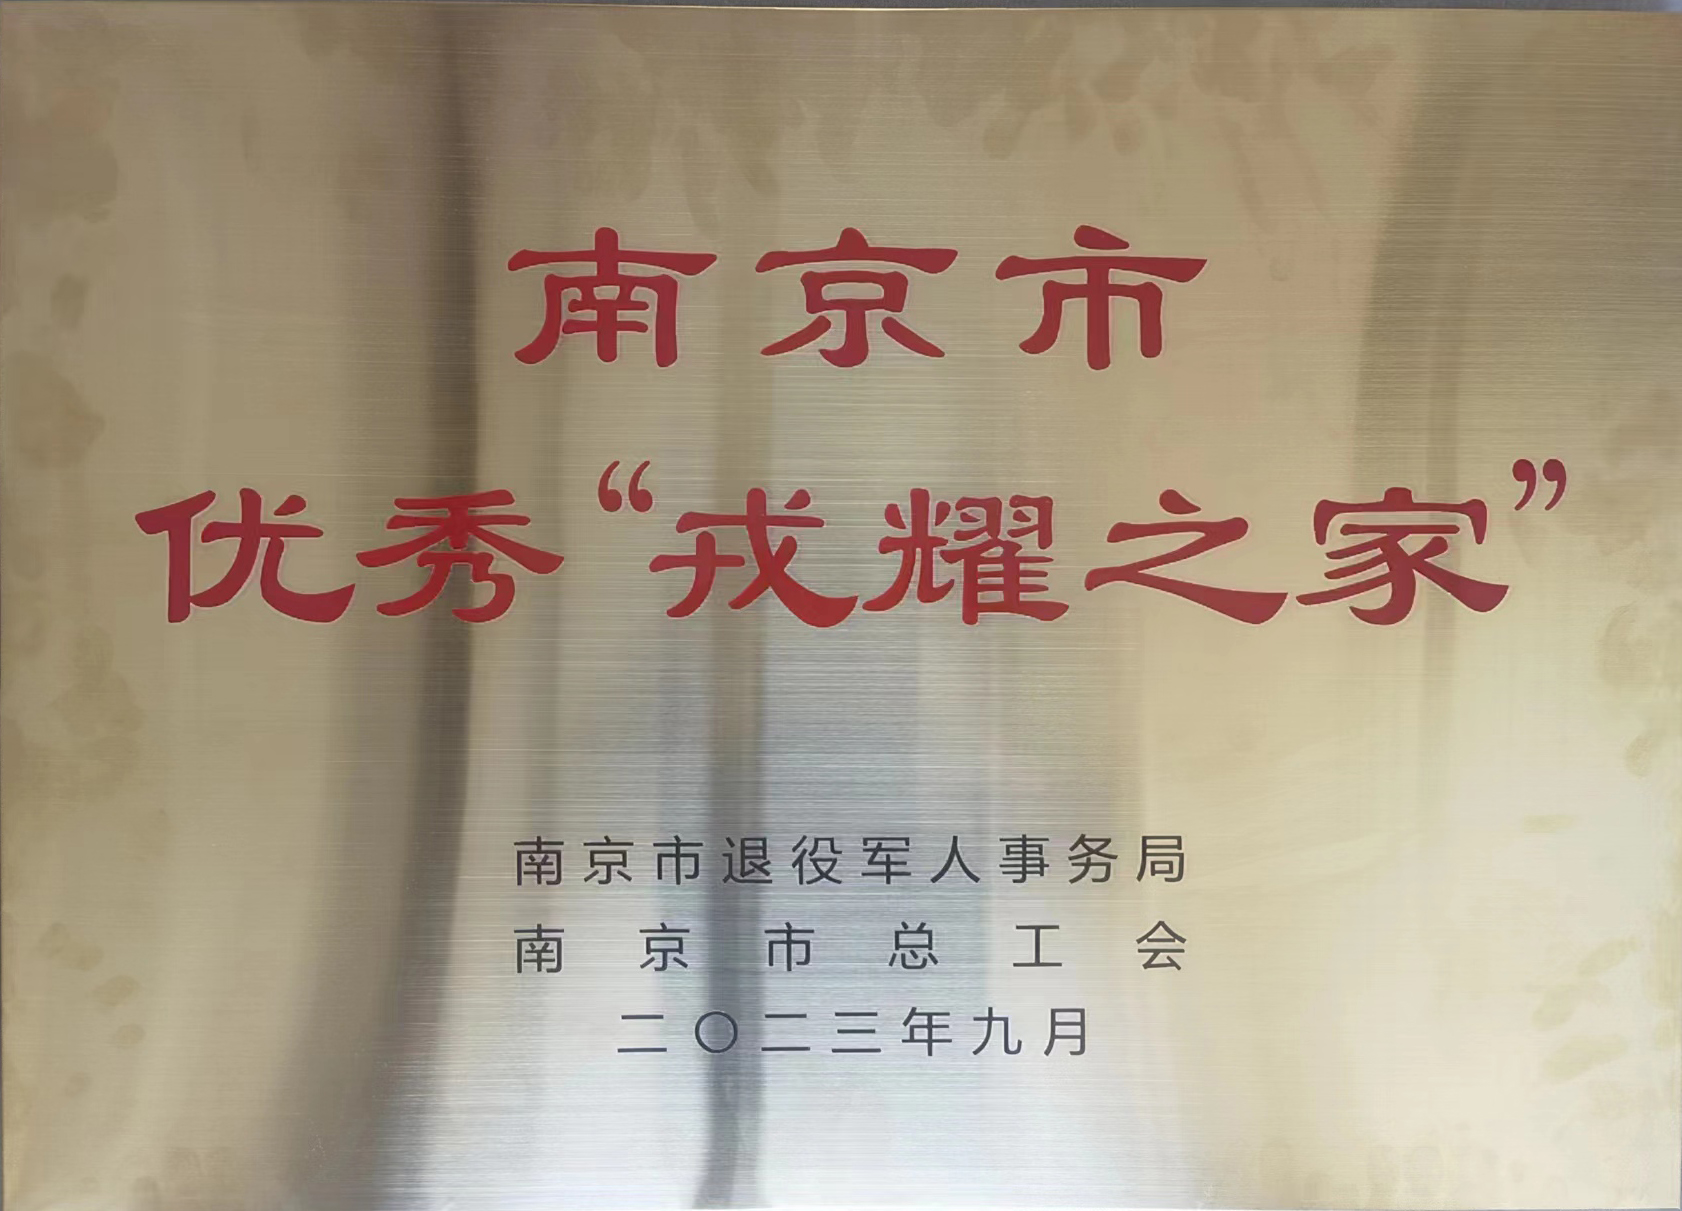 南京市
优秀“戎耀之家”
南京市退役军人事务局
南京市总工会
二〇二三年九月